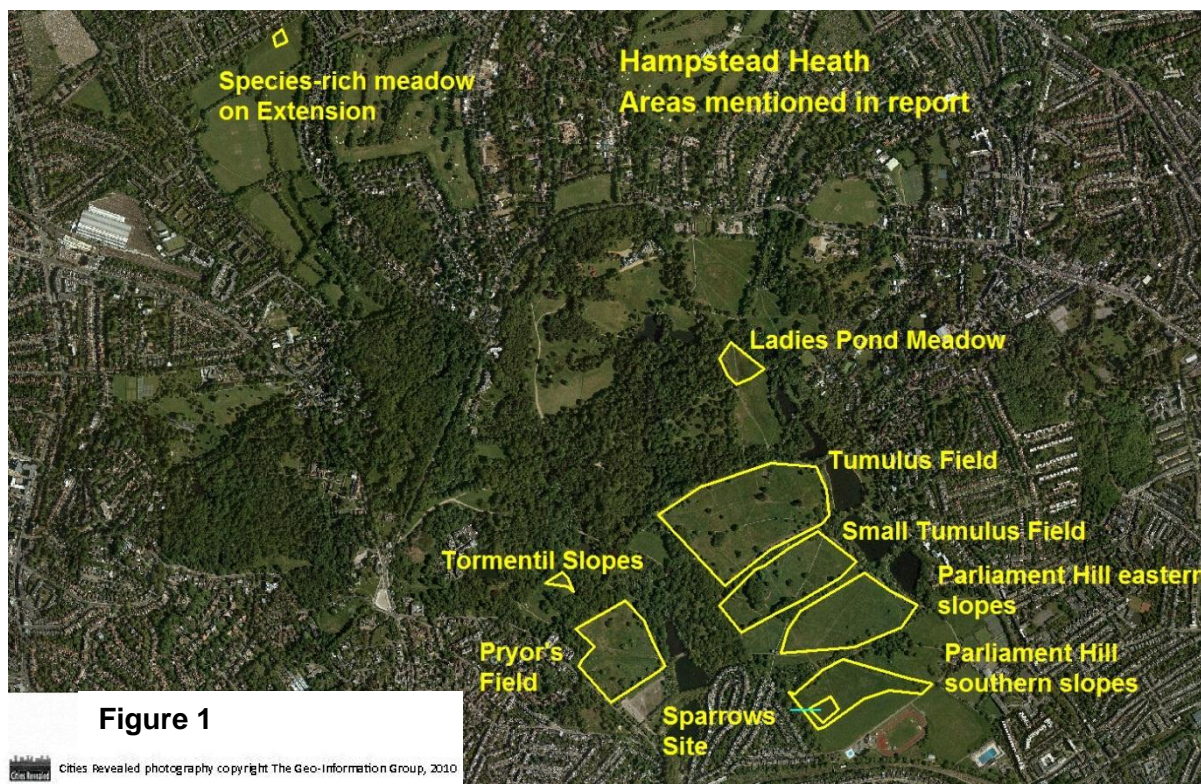 Species-rich meadow
on Extension
Hampstead Heath
Areas mentioned in report
Ladies Pond Meadow
Tumulus Field
Small Tumulus Field
Tormentil Slopes
Parliament Hill eastern
slopes
Pryor's
Field
Parliament Hill
southern slopes
Sparrows
Site
Figure 1
Cities Revealed
Cities Revealed photography copyright The Geo-Information Group, 2010